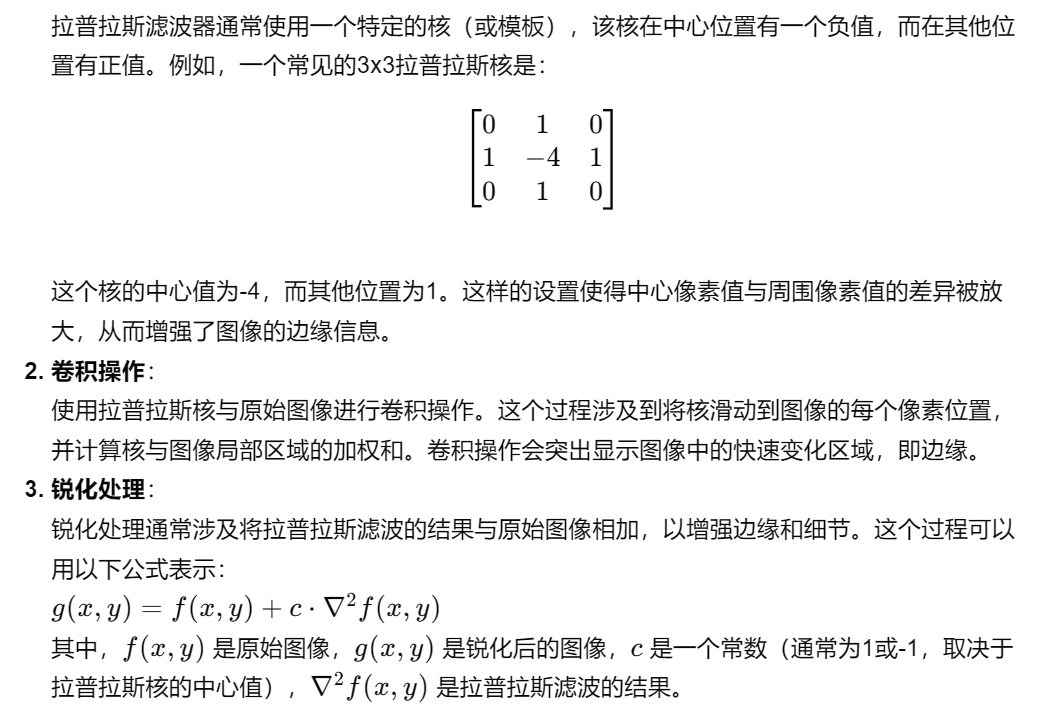 拉普拉斯滤波器通常使用一个特定的核（或模板），该核在中心位置有一个负值，而在其他位
置有正值。例如，一个常见的3x3拉普拉斯核是：
0 1 0
1 −4 1
0 1 0
这个核的中心值为-4，而其他位置为1。这样的设置使得中心像素值与周围像素值的差异被放
大，从而增强了图像的边缘信息。
2. 卷积操作：
使用拉普拉斯核与原始图像进行卷积操作。这个过程涉及到将核滑动到图像的每个像素位置，
并计算核与图像局部区域的加权和。卷积操作会突出显示图像中的快速变化区域，即边缘。
3. 锐化处理：
锐化处理通常涉及将拉普拉斯滤波的结果与原始图像相加，以增强边缘和细节。这个过程可以
用以下公式表示：
g(x, y) = f(x, y) + c · ∇²f(x, y)
其中，f(x, y) 是原始图像，g(x, y) 是锐化后的图像，c 是一个常数（通常为1或-1，取决于
拉普拉斯核的中心值），∇²f(x, y) 是拉普拉斯滤波的结果。